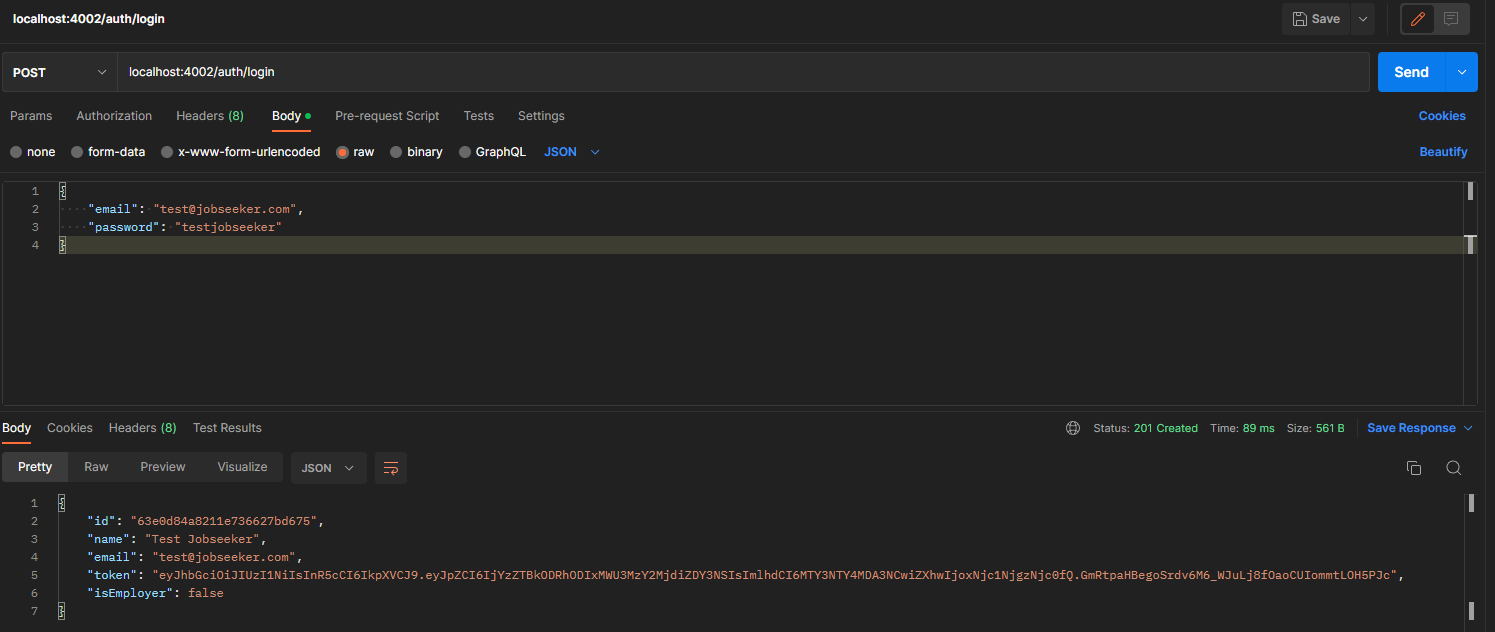 localhost:4002/auth/login
Save
POST localhost:4002/auth/login Send
Params Authorization Headers (8) Body Pre-request Script Tests Settings Cookies
none form-data x-www-form-urlencoded raw binary GraphQL JSON Beautify
1 {
2 "email": "test@jobseeker.com",
3 "password": "testjobseeker"
4 }
Body Cookies Headers (8) Test Results Status: 201 Created Time: 89 ms Size: 561 B Save Response
Pretty Raw Preview Visualize JSON
1 {
2 "id": "63e0d84a8211e736627bd675",
3 "name": "Test Jobseeker",
4 "email": "test@jobseeker.com",
5 "token": "eyJhbGciOiJIUzI1NiIsInR5cCI6IkpXVCJ9.eyJpZCI6IjYzZTBkODRhODIxMWU3MzY2MjdiZDY3NSIsImlhdCI6MTY3NTY4MDA3NCwiZXhwIjoxNjc1NjgzNjc0fQ.GmRtpaHBegoSrdv6M6_WJuLj8fOaoCUIommtLOH5PJc",
6 "isEmployer": false
7 }